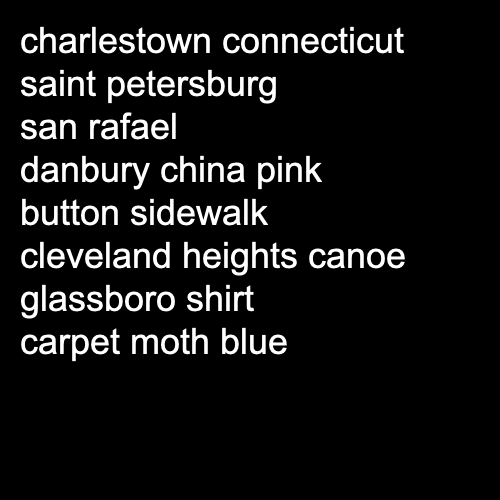 charlestown connecticut
saint petersburg
san rafael
danbury china pink
button sidewalk
cleveland heights canoe
glassboro shirt
carpet moth blue